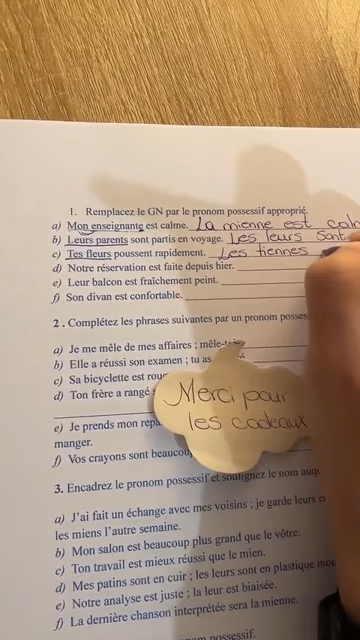 1. Remplacez le GN par le pronom possessif approprié.
a) Mon enseignante est calme. La mienne est
b) Leurs parents sont partis en voyage. Les leurs sont
c) Tes fleurs poussent rapidement. Les tiennes
d) Notre réservation est faite depuis hier.
e) Leur balcon est fraîchement peint.
f) Son divan est confortable.
2. Complétez les phrases suivantes par un pronom
a) Je me mêle de mes affaires ;
b) Elle a réussi son examen ; tu as
c) Sa bicyclette est
d) Ton frère a rangé
Merci pour
les cadeaux
e) Je prends mon
manger.
f) Vos crayons sont
3. Encadrez le pronom possessif et soulignez le nom
a) J'ai fait un échange avec mes voisins ; je garde leurs
les miens l'autre semaine.
b) Mon salon est beaucoup plus grand que le vôtre.
c) Ton travail est mieux réussi que le mien.
d) Mes patins sont en cuir ; les leurs sont en plastique
e) Notre analyse est juste ; la leur est biaisée.
f) La dernière chanson interprétée sera la mienne.
possessif.